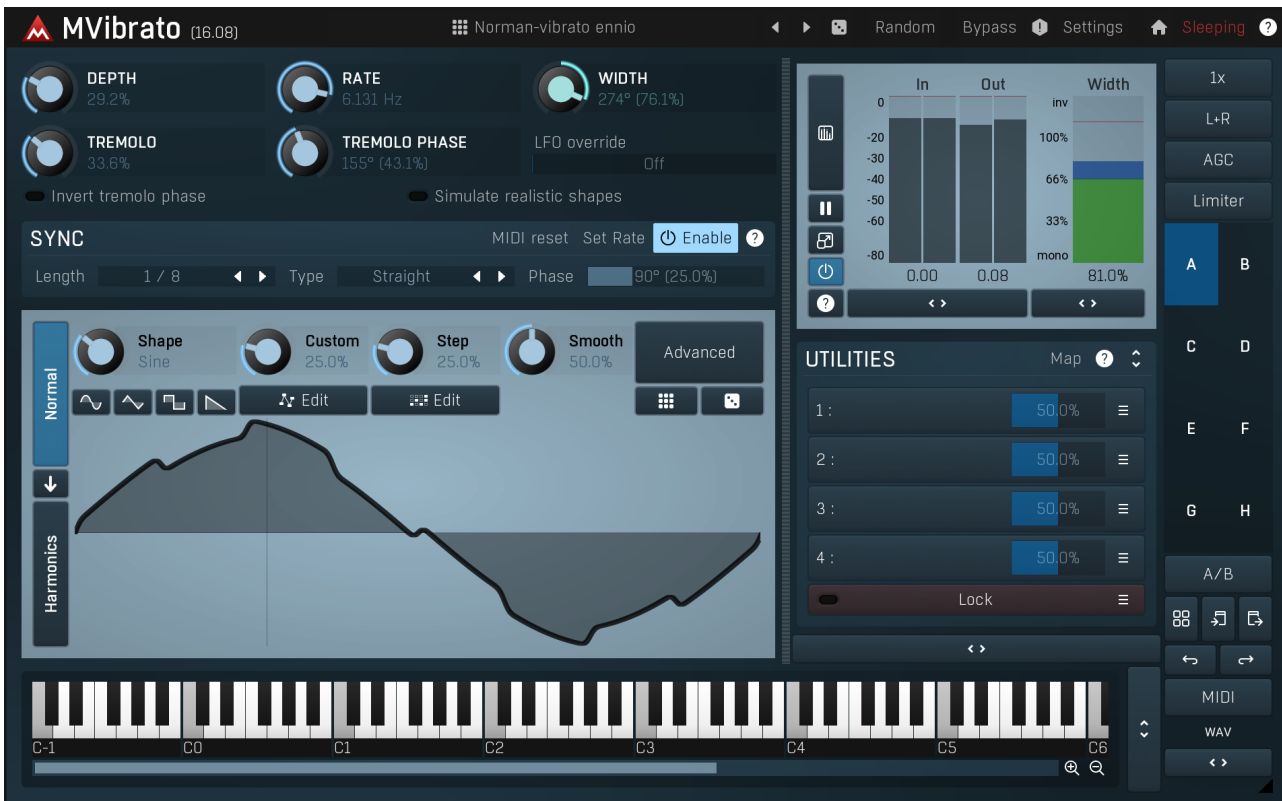 MVibrato (16.08) Norman-vibrato ennio Random Bypass Settings Sleeping ?
DEPTH
29.2%
RATE
6.131 Hz
WIDTH
274° (76.1%)
TREMOLO
33.6%
TREMOLO PHASE
155° (43.1%)
LFO override
Off
Invert tremolo phase
Simulate realistic shapes
SYNC MIDI reset Set Rate Enable ?
Length 1 / 8 Type Straight Phase 90° (25.0%)
Normal
Harmonics
Shape
Sine
Custom
25.0%
Step
25.0%
Smooth
50.0%
Advanced
Edit
Edit
In Out Width
0
-20
-30
-40
-50
-60
-80
inv
100%
66%
33%
mono
0.00 0.08 81.0%
?
UTILITIES Map ?
1 : 50.0%
2 : 50.0%
3 : 50.0%
4 : 50.0%
Lock
1x
L+R
AGC
Limiter
A B
C D
E F
G H
A/B
MIDI
WAV
C-1 C0 C1 C2 C3 C4 C5 C6